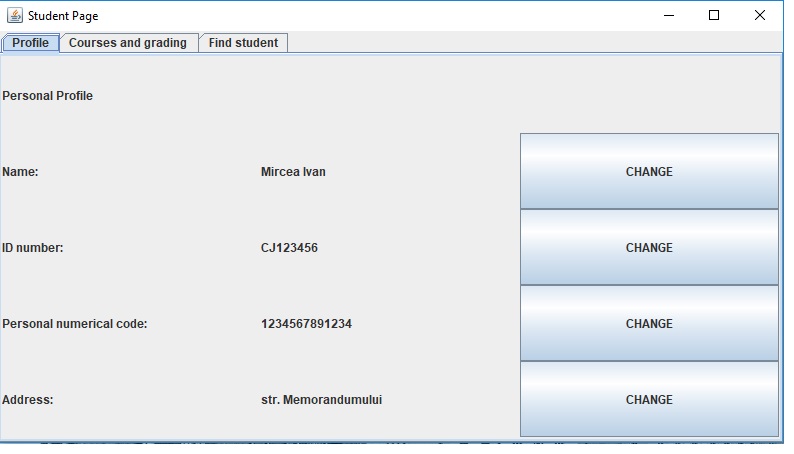 Student Page
Profile Courses and grading Find student
Personal Profile
Name: Mircea Ivan CHANGE
ID number: CJ123456 CHANGE
Personal numerical code: 1234567891234 CHANGE
Address: str. Memorandumului CHANGE